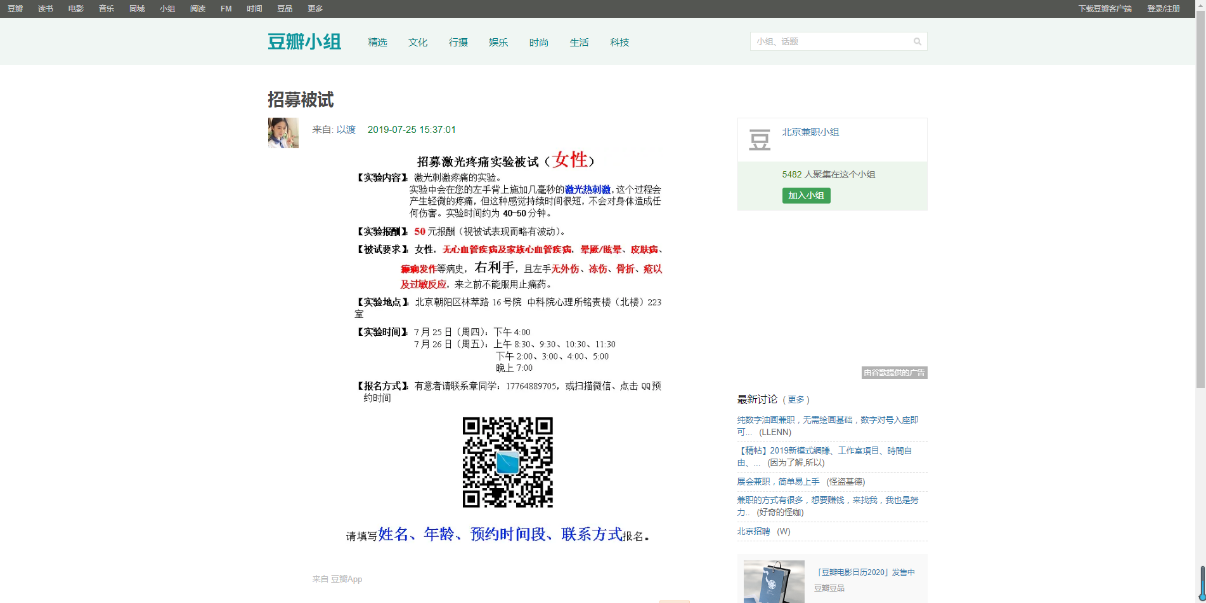 豆瓣 读书 电影 音乐 同城 小组 阅读 FM 时间 豆品 更多 下载豆瓣客户端 登录/注册
豆瓣小组 精选 文化 行摄 娱乐 时尚 生活 科技 小组、话题
招募被试
来自: 以渡 2019-07-25 15:37:01
招募激光疼痛实验被试（女性）
【实验内容】激光刺激疼痛的实验。
实验中会在您的左手背上施加几毫秒的激光热刺激，这个过程会
产生轻微的疼痛，但这种感觉持续时间很短，不会对身体造成任
何伤害。实验时间约为 40-50 分钟。
【实验报酬】50 元报酬（视被试表现而略有波动）。
【被试要求】女性，无心血管疾病及家族心血管疾病、晕厥/眩晕、皮肤病、
癫痫发作等病史，右利手，且左手无外伤、冻伤、骨折、疮以
及过敏反应，来之前不能服用止痛药。
【实验地点】北京朝阳区林萃路 16 号院 中科院心理所铭责楼（北楼）223
室
【实验时间】7 月 25 日（周四）：下午 4:00
7 月 26 日（周五）：上午 8:30、9:30、10:30、11:30
下午 2:00、3:00、4:00、5:00
晚上 7:00
【报名方式】有意者请联系章同学：17764889705，或扫描微信、点击 QQ 预
约时间
请填写姓名、年龄、预约时间段、联系方式报名。
来自 豆瓣App
豆
北京兼职小组
5482 人聚集在这个小组
加入小组
由谷歌提供的广告
最新讨论 ( 更多 )
纯数字油画兼职，无需绘画基础，数字对号入座即
可... (LLENN)
【精帖】2019新模式網賺、工作室項目、時間自
由、... (因为了解,所以)
展会兼职，简单易上手 (怪盗基德)
兼职的方式有很多，想要赚钱，来找我，我也是努
力.. (好奇的怪咖)
北京招聘 (W)
「豆瓣电影日历2020」发售中
豆瓣豆品